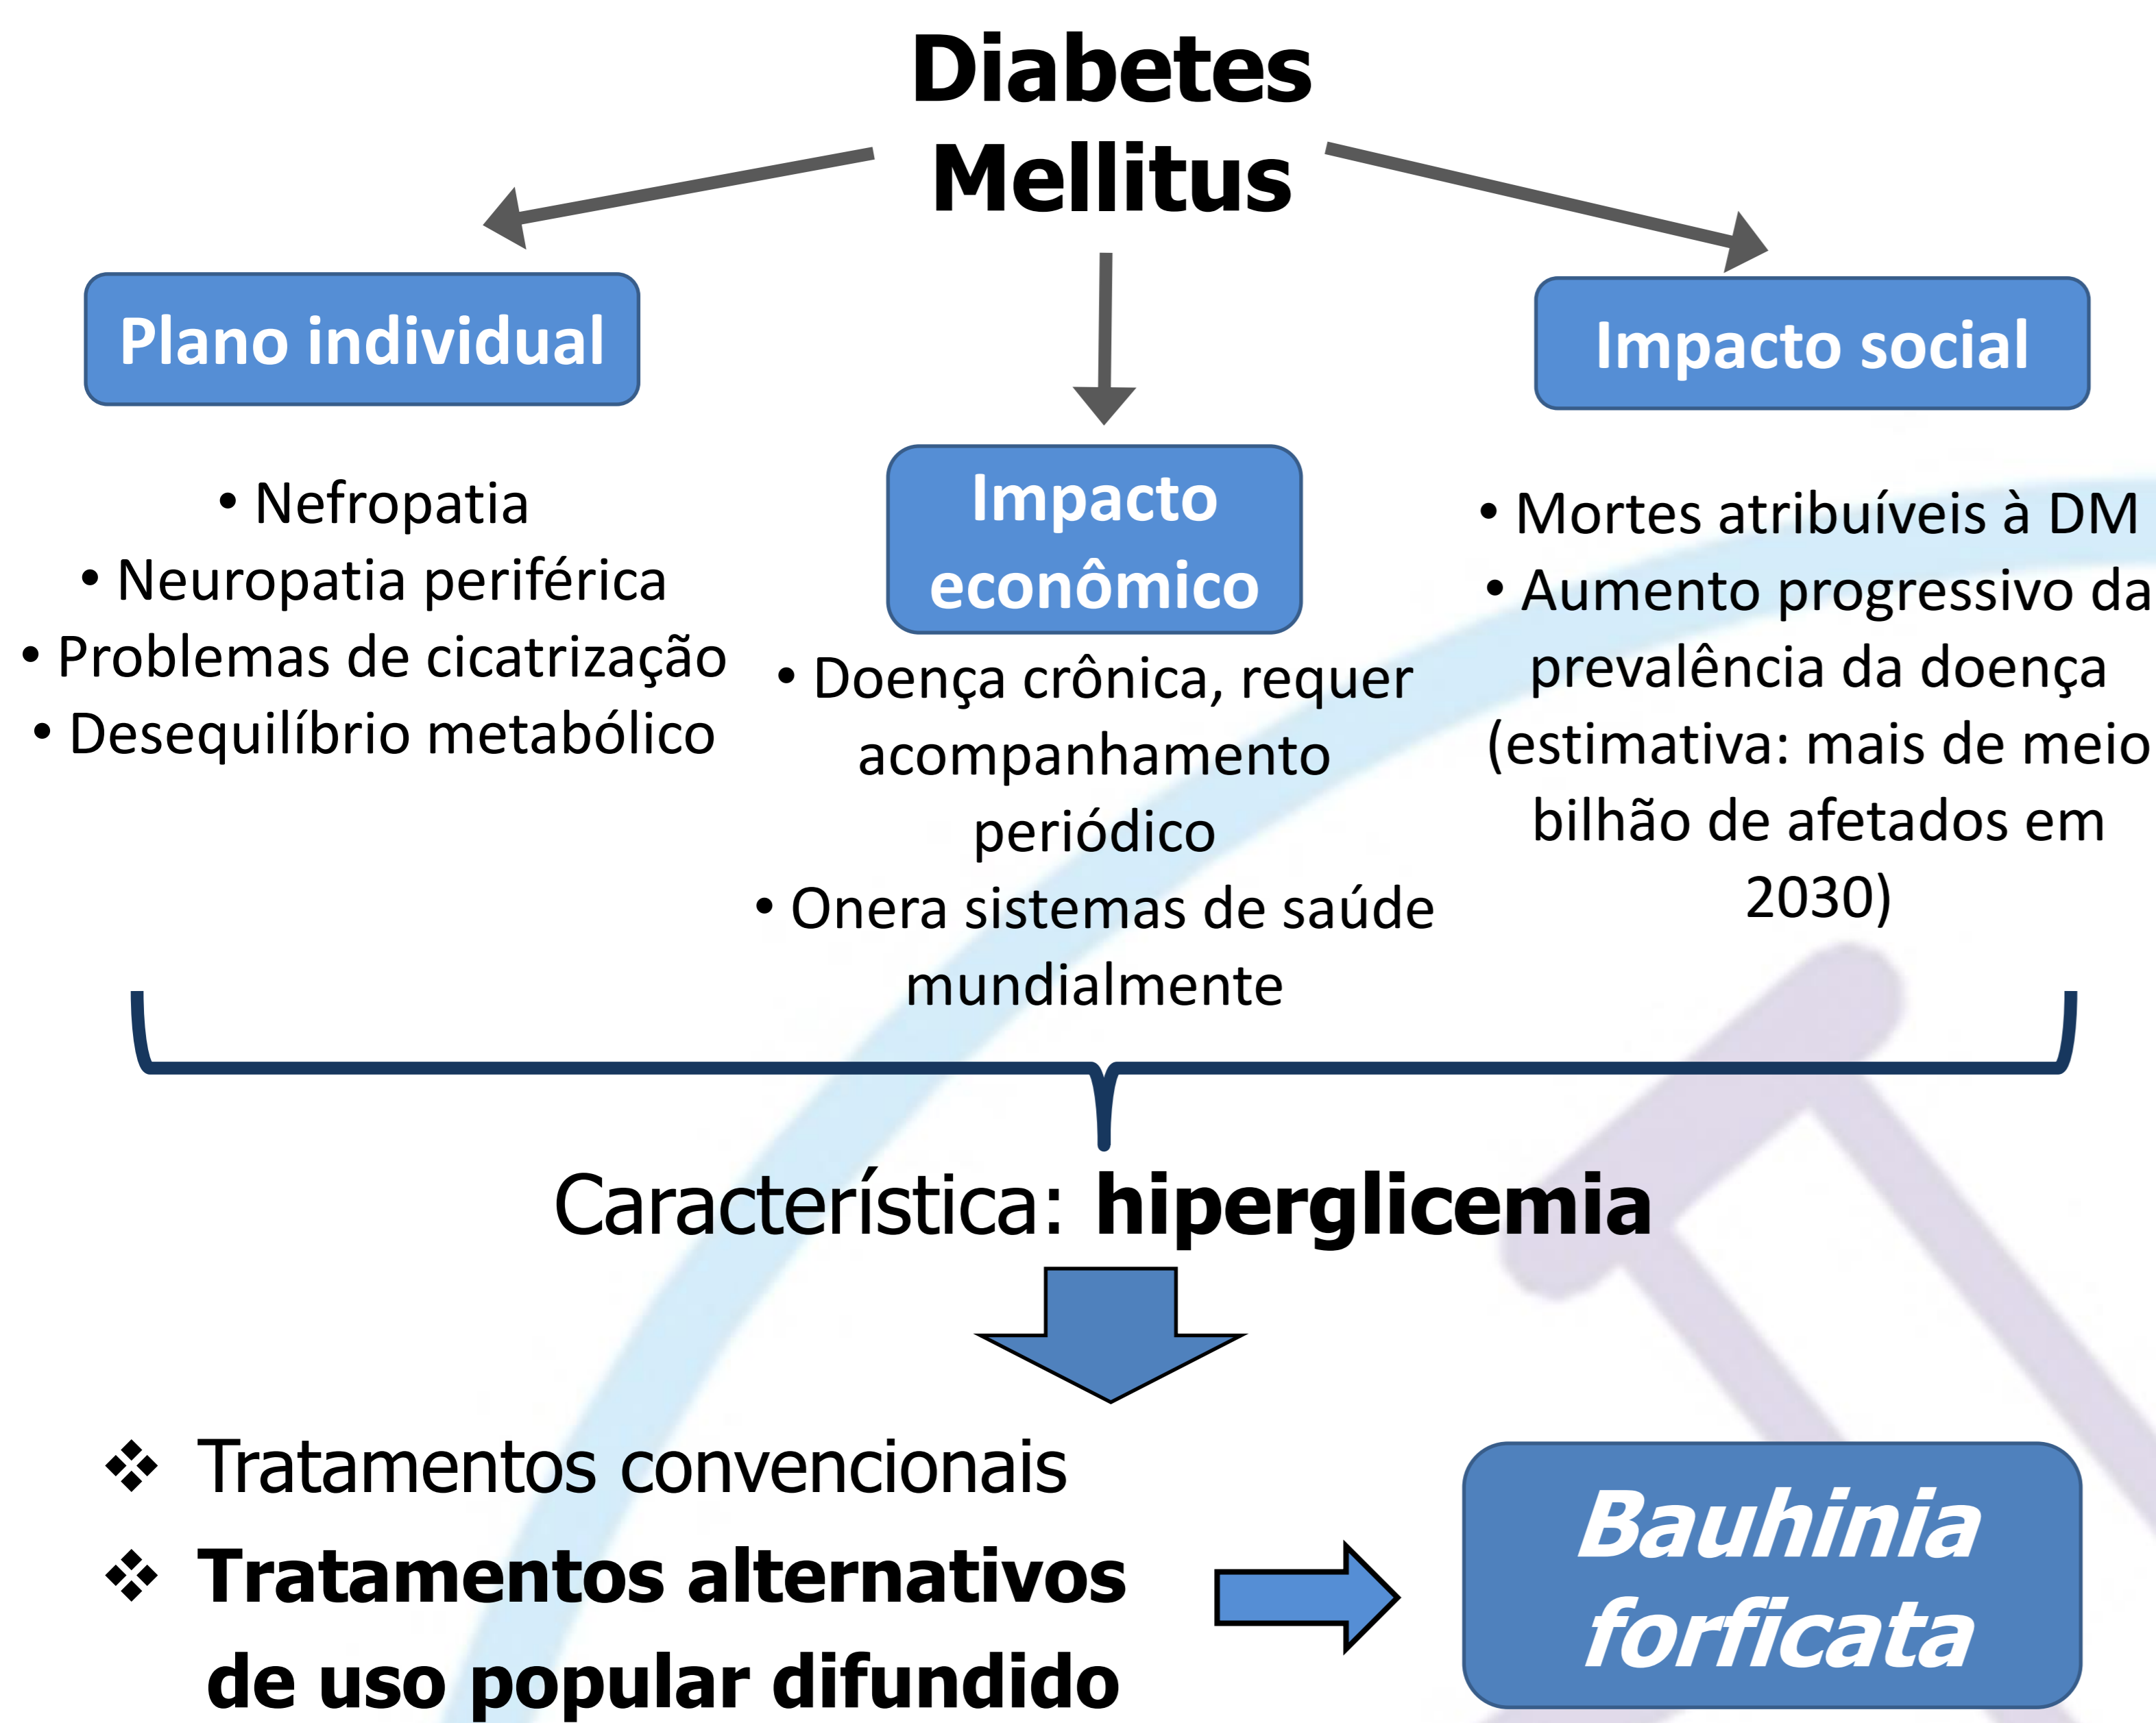 Diabetes
Mellitus
Plano individual
• Nefropatia
• Neuropatia periférica
• Problemas de cicatrização
• Desequilíbrio metabólico
Impacto
econômico
• Doença crônica, requer
acompanhamento
periódico
• Onera sistemas de saúde
mundialmente
Impacto social
• Mortes atribuíveis à DM
• Aumento progressivo da
prevalência da doença
(estimativa: mais de meio
bilhão de afetados em
2030)
Característica: hiperglicemia
❖ Tratamentos convencionais
❖ Tratamentos alternativos
de uso popular difundido
Bauhinia
forficata